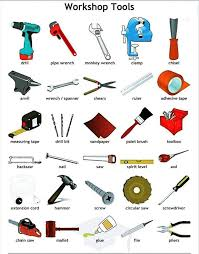 Workshop Tools
drill pipe wrench monkey wrench clamp chisel
anvil wrench / spanner shears ruler adhesive tape
measuring tape drill kit sandpaper paint brush toolbox
hacksaw nail saw vise spirit level
extension cord hammer screw circular saw screwdriver
chain saw mallet glue file pliers